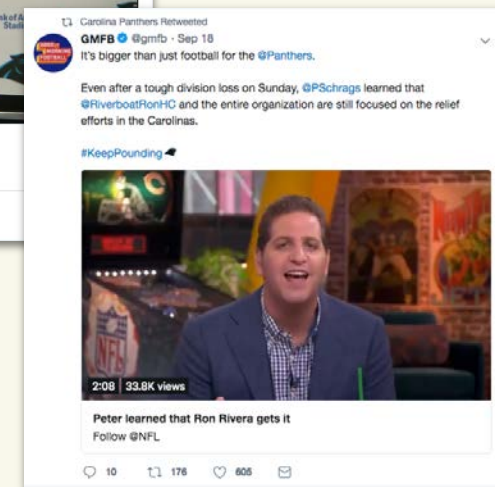 Carolina Panthers Retweeted
GMFB @gmfb · Sep 18
It's bigger than just football for the @Panthers.
Even after a tough division loss on Sunday, @PSchrags learned that
@RiverboatRonHC and the entire organization are still focused on the relief
efforts in the Carolinas.
#KeepPounding
NFL
2:08 33.8K views
Peter learned that Ron Rivera gets it
Follow @NFL
10 176 605